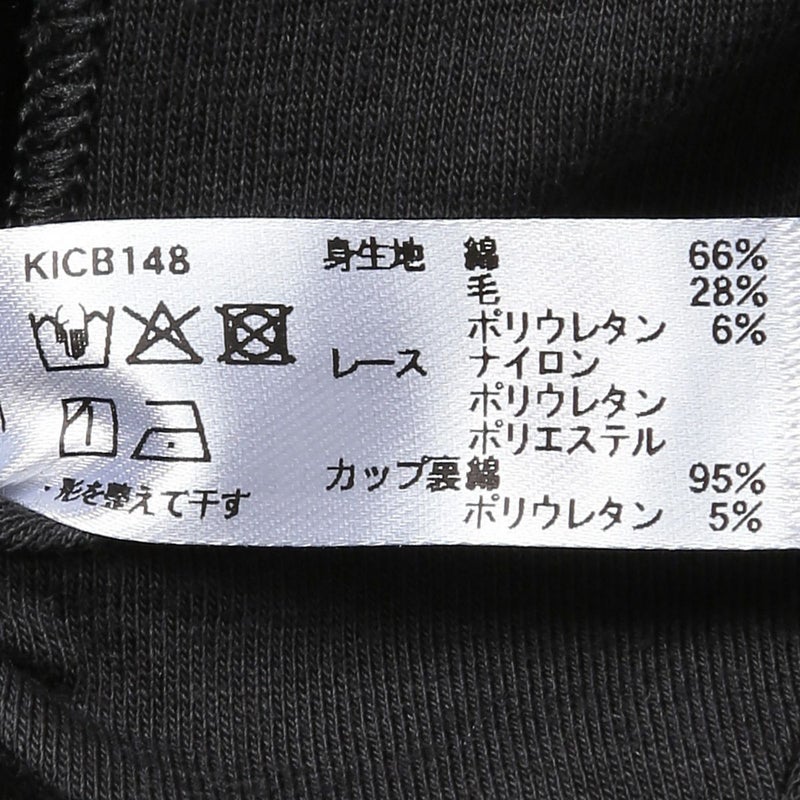 KICB148
・形を整えて干す
身生地 綿 66%
毛 28%
ポリウレタン 6%
レース ナイロン
ポリウレタン
ポリエステル
カップ裏綿 95%
ポリウレタン 5%